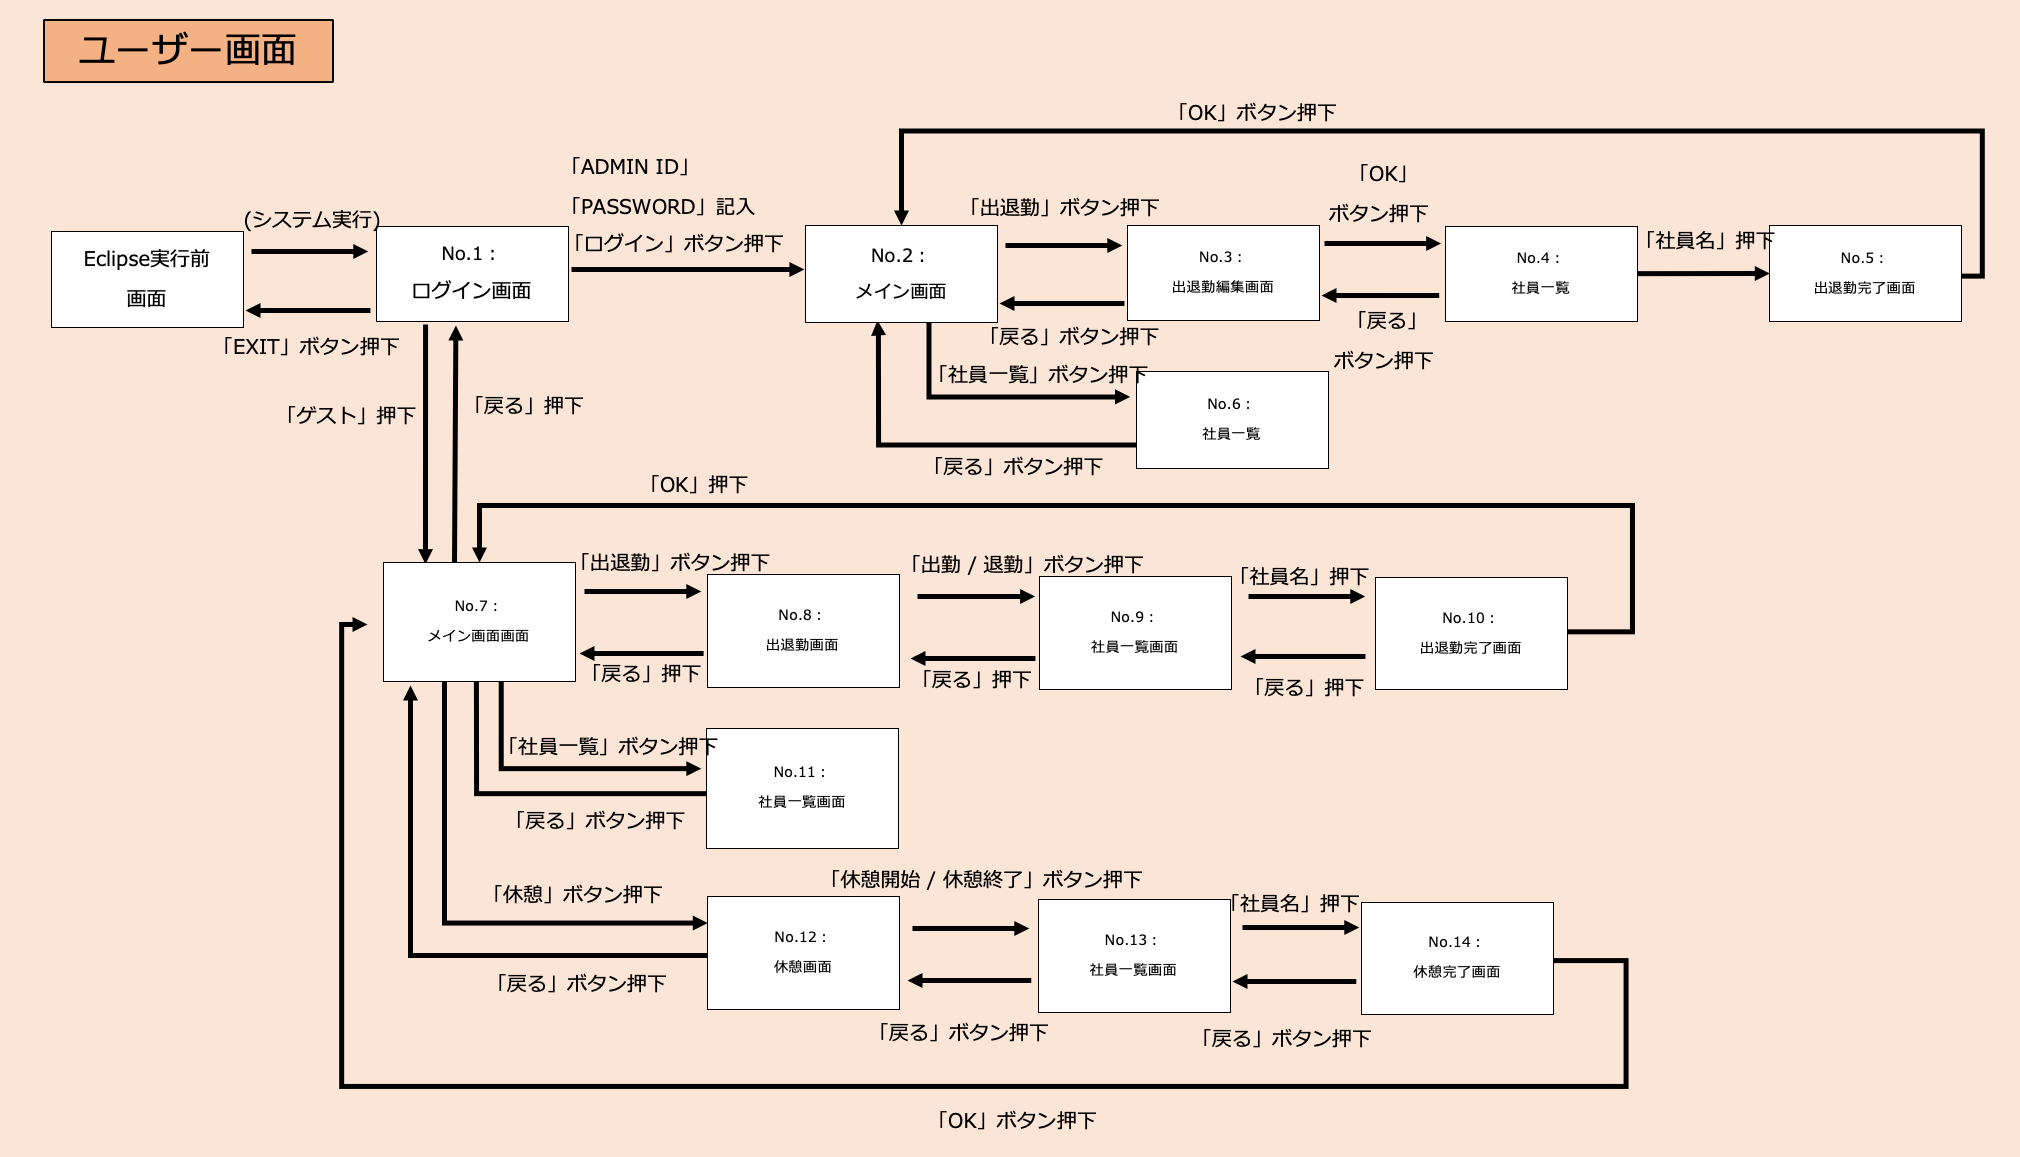 ユーザー画面
「OK」ボタン押下
「ADMIN ID」
「PASSWORD」記入
「ログイン」ボタン押下
(システム実行)
Eclipse実行前
画面
「EXIT」ボタン押下
No.1：
ログイン画面
No.2：
メイン画面
「出退勤」ボタン押下
「戻る」ボタン押下
No.3：
出退勤編集画面
「OK」
ボタン押下
「戻る」
ボタン押下
No.4：
社員一覧
「社員名」押下
No.5：
出退勤完了画面
「社員一覧」ボタン押下
No.6：
社員一覧
「戻る」ボタン押下
「ゲスト」押下
「戻る」押下
「OK」押下
No.7：
メイン画面画面
「出退勤」ボタン押下
「戻る」押下
No.8：
出退勤画面
「出勤 / 退勤」ボタン押下
「戻る」押下
No.9：
社員一覧画面
「社員名」押下
「戻る」押下
No.10：
出退勤完了画面
「社員一覧」ボタン押下
「戻る」ボタン押下
No.11：
社員一覧画面
「休憩」ボタン押下
「戻る」ボタン押下
No.12：
休憩画面
「休憩開始 / 休憩終了」ボタン押下
「戻る」ボタン押下
No.13：
社員一覧画面
「社員名」押下
「戻る」ボタン押下
No.14：
休憩完了画面
「OK」ボタン押下